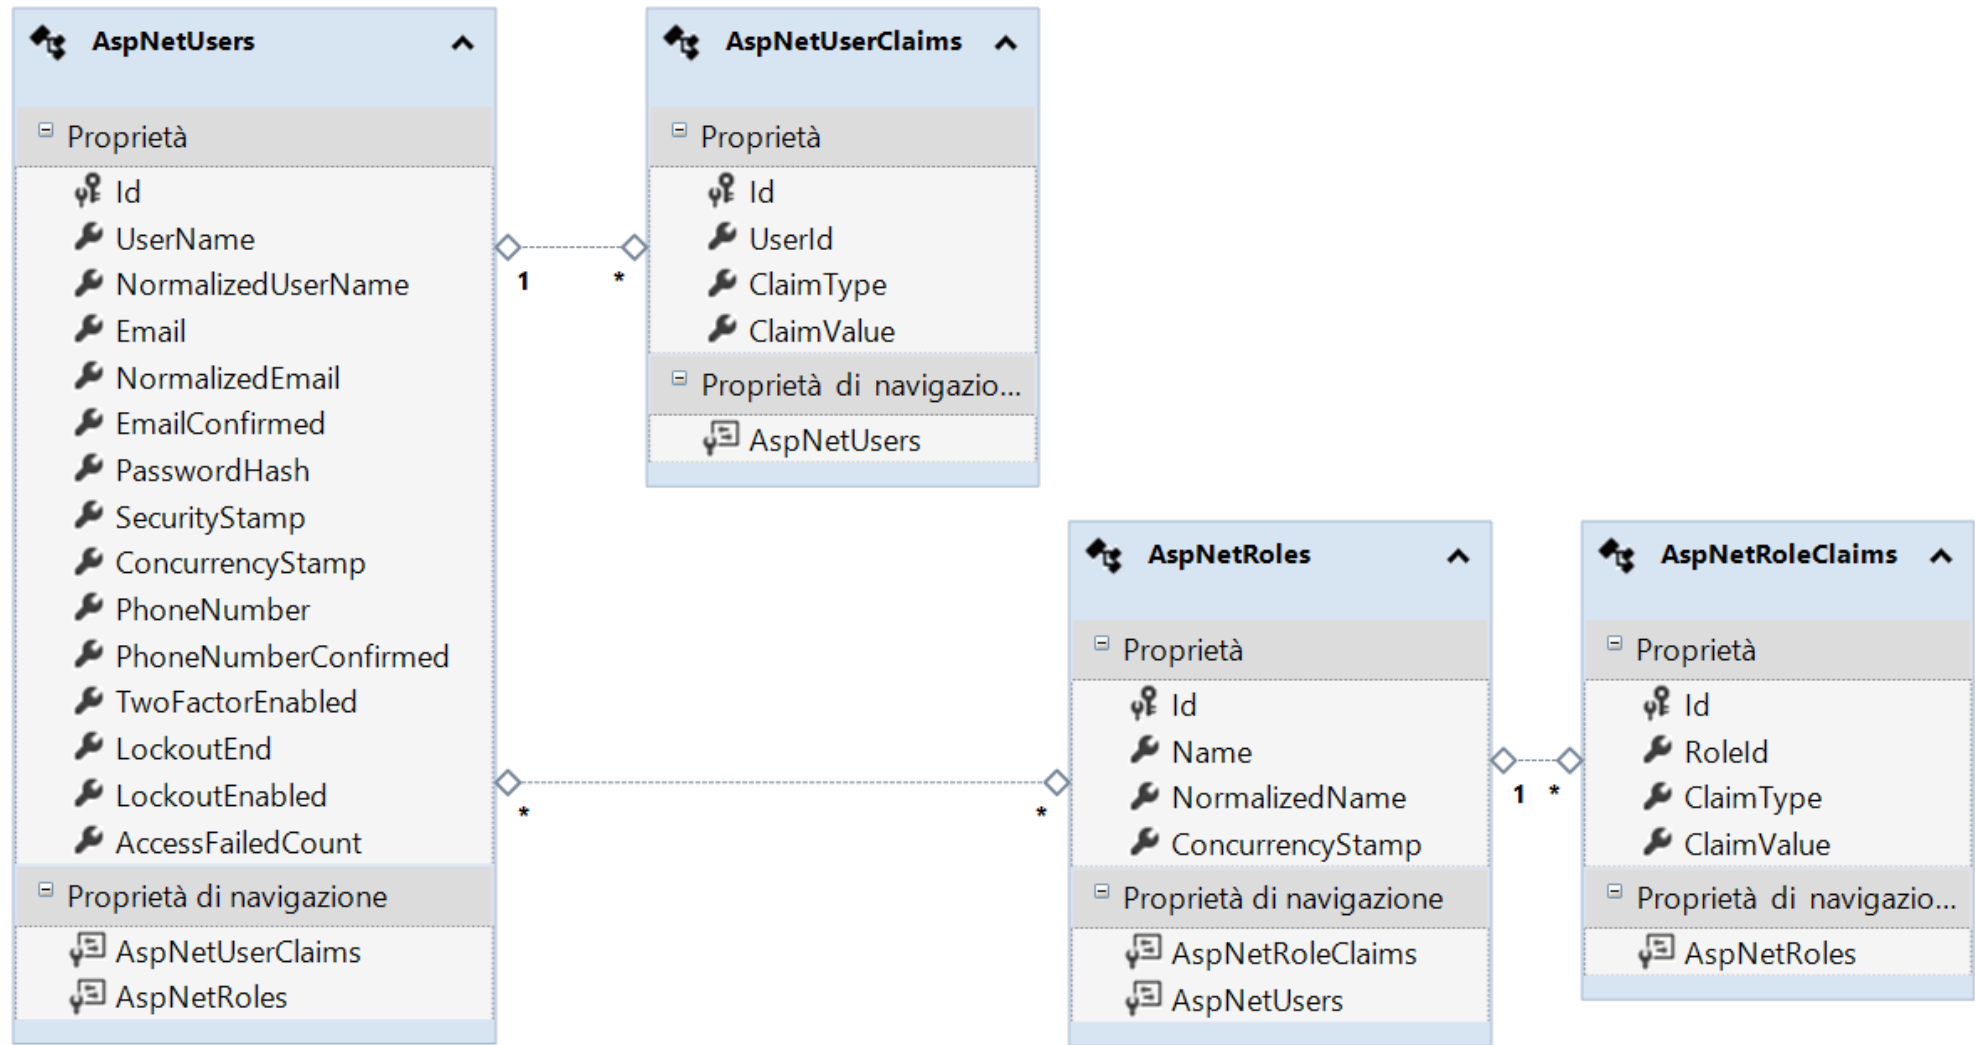 AspNetUsers
Proprietà
Id
UserName
NormalizedUserName
Email
NormalizedEmail
EmailConfirmed
PasswordHash
SecurityStamp
ConcurrencyStamp
PhoneNumber
PhoneNumberConfirmed
TwoFactorEnabled
LockoutEnd
LockoutEnabled
AccessFailedCount
Proprietà di navigazione
AspNetUserClaims
AspNetRoles
1 *
* *
AspNetUserClaims
Proprietà
Id
UserId
ClaimType
ClaimValue
Proprietà di navigazio...
AspNetUsers
AspNetRoles
Proprietà
Id
Name
NormalizedName
ConcurrencyStamp
Proprietà di navigazione
AspNetRoleClaims
AspNetUsers
1 *
AspNetRoleClaims
Proprietà
Id
RoleId
ClaimType
ClaimValue
Proprietà di navigazio...
AspNetRoles